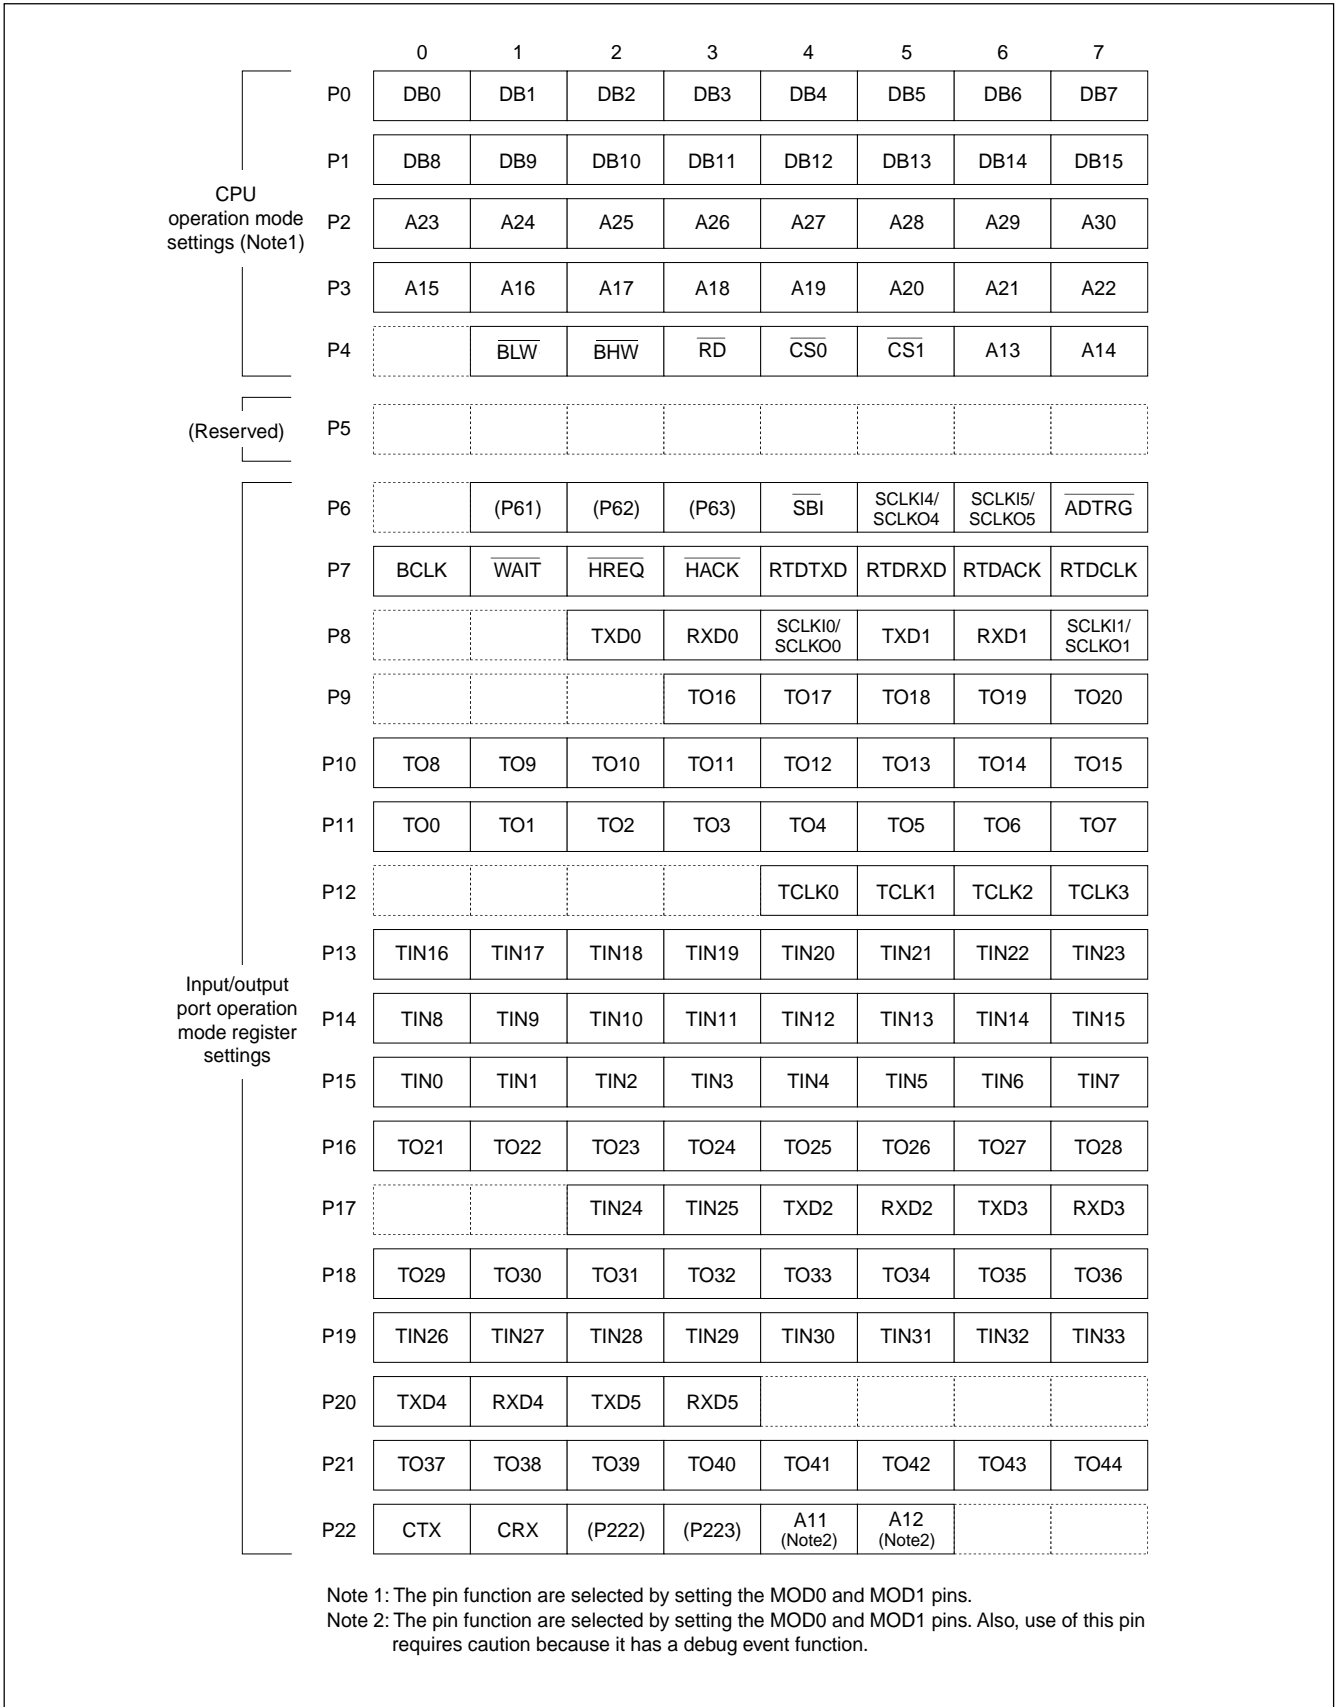 0 1 2 3 4 5 6 7
P0 DB0 DB1 DB2 DB3 DB4 DB5 DB6 DB7
P1 DB8 DB9 DB10 DB11 DB12 DB13 DB14 DB15
CPU
operation mode
settings (Note1)
P2 A23 A24 A25 A26 A27 A28 A29 A30
P3 A15 A16 A17 A18 A19 A20 A21 A22
P4 BLW BHW RD CS0 CS1 A13 A14
(Reserved) P5
P6 (P61) (P62) (P63) SBI SCLKI4/ SCLKO4 SCLKI5/ SCLKO5 ADTRG
P7 BCLK WAIT HREQ HACK RTDTXD RTDRXD RTDACK RTDCLK
P8 TXD0 RXD0 SCLKI0/ SCLKO0 TXD1 RXD1 SCLKI1/ SCLKO1
P9 TO16 TO17 TO18 TO19 TO20
P10 TO8 TO9 TO10 TO11 TO12 TO13 TO14 TO15
P11 TO0 TO1 TO2 TO3 TO4 TO5 TO6 TO7
P12 TCLK0 TCLK1 TCLK2 TCLK3
P13 TIN16 TIN17 TIN18 TIN19 TIN20 TIN21 TIN22 TIN23
Input/output
port operation
mode register
settings
P14 TIN8 TIN9 TIN10 TIN11 TIN12 TIN13 TIN14 TIN15
P15 TIN0 TIN1 TIN2 TIN3 TIN4 TIN5 TIN6 TIN7
P16 TO21 TO22 TO23 TO24 TO25 TO26 TO27 TO28
P17 TIN24 TIN25 TXD2 RXD2 TXD3 RXD3
P18 TO29 TO30 TO31 TO32 TO33 TO34 TO35 TO36
P19 TIN26 TIN27 TIN28 TIN29 TIN30 TIN31 TIN32 TIN33
P20 TXD4 RXD4 TXD5 RXD5
P21 TO37 TO38 TO39 TO40 TO41 TO42 TO43 TO44
P22 CTX CRX (P222) (P223) A11 (Note2) A12 (Note2)
Note 1: The pin function are selected by setting the MOD0 and MOD1 pins.
Note 2: The pin function are selected by setting the MOD0 and MOD1 pins. Also, use of this pin
requires caution because it has a debug event function.